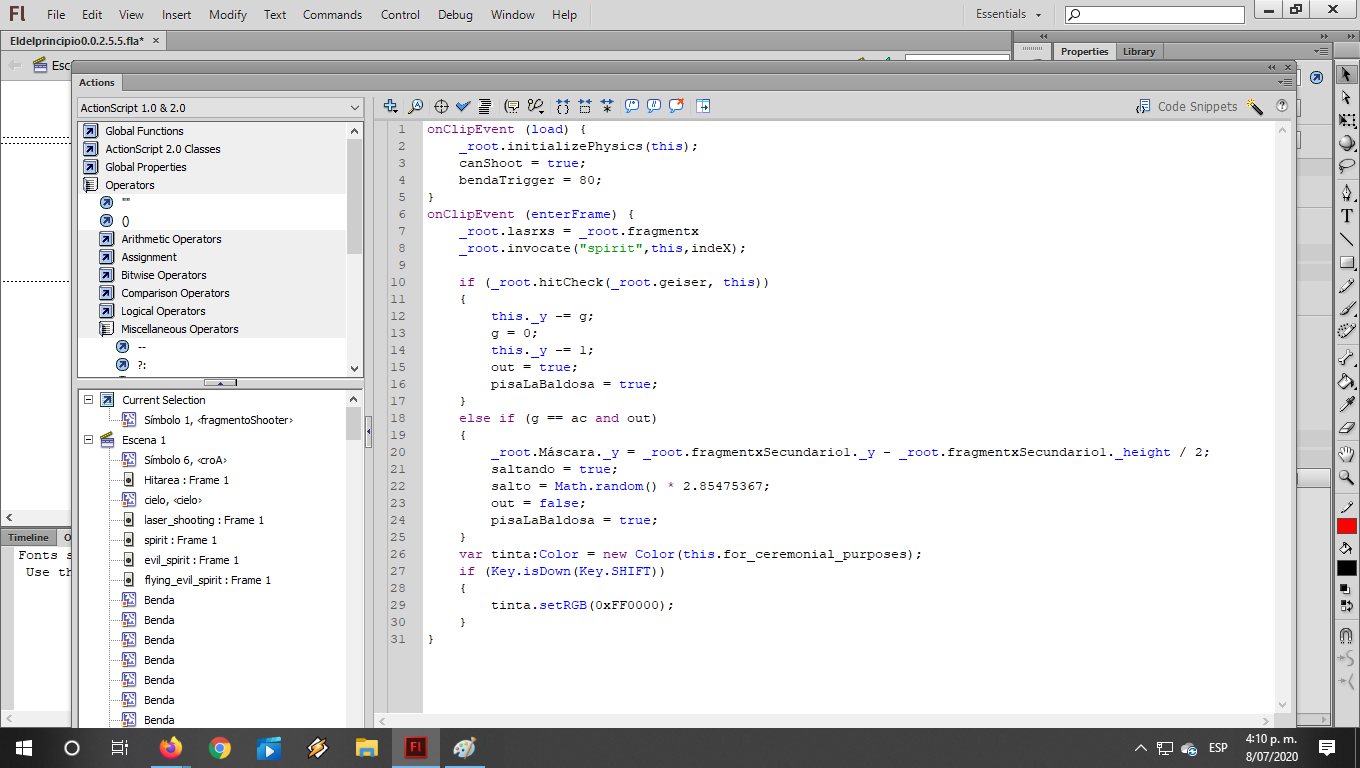 Fl File Edit View Insert Modify Text Commands Control Debug Window Help Essentials
Eldelprincipio0.0.2.5.5.fla* Properties Library
Esc
Actions
ActionScript 1.0 & 2.0
Code Snippets
Global Functions
ActionScript 2.0 Classes
Global Properties
Operators
""
()
Arithmetic Operators
Assignment
Bitwise Operators
Comparison Operators
Logical Operators
Miscellaneous Operators
--
?:
Current Selection
Símbolo 1, <fragmentoShooter>
Escena 1
Símbolo 6, <croA>
Hitarea : Frame 1
cielo, <cielo>
laser_shooting : Frame 1
spirit : Frame 1
evil_spirit : Frame 1
flying_evil_spirit : Frame 1
Benda
Benda
Benda
Benda
Benda
Benda
Benda
Timeline O
Fonts s
Use th
1 onClipEvent (load) {
2 _root.initializePhysics(this);
3 canShoot = true;
4 bendaTrigger = 80;
5 }
6 onClipEvent (enterFrame) {
7 _root.lasrxs = _root.fragmentx
8 _root.invocate("spirit",this,indeX);
9
10 if (_root.hitCheck(_root.geiser, this))
11 {
12 this._y -= g;
13 g = 0;
14 this._y -= 1;
15 out = true;
16 pisaLaBaldosa = true;
17 }
18 else if (g == ac and out)
19 {
20 _root.Máscara._y = _root.fragmentxSecundario1._y - _root.fragmentxSecundario1._height / 2;
21 saltando = true;
22 salto = Math.random() * 2.85475367;
23 out = false;
24 pisaLaBaldosa = true;
25 }
26 var tinta:Color = new Color(this.for_ceremonial_purposes);
27 if (Key.isDown(Key.SHIFT))
28 {
29 tinta.setRGB(0xFF0000);
30 }
31 }
Fl
ESP
4:10 p. m.
8/07/2020